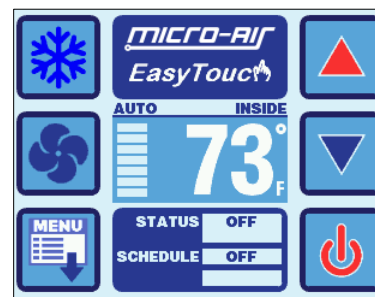 MICRO-AIR
EasyTouch
AUTO INSIDE
73°F
MENU
STATUS OFF
SCHEDULE OFF